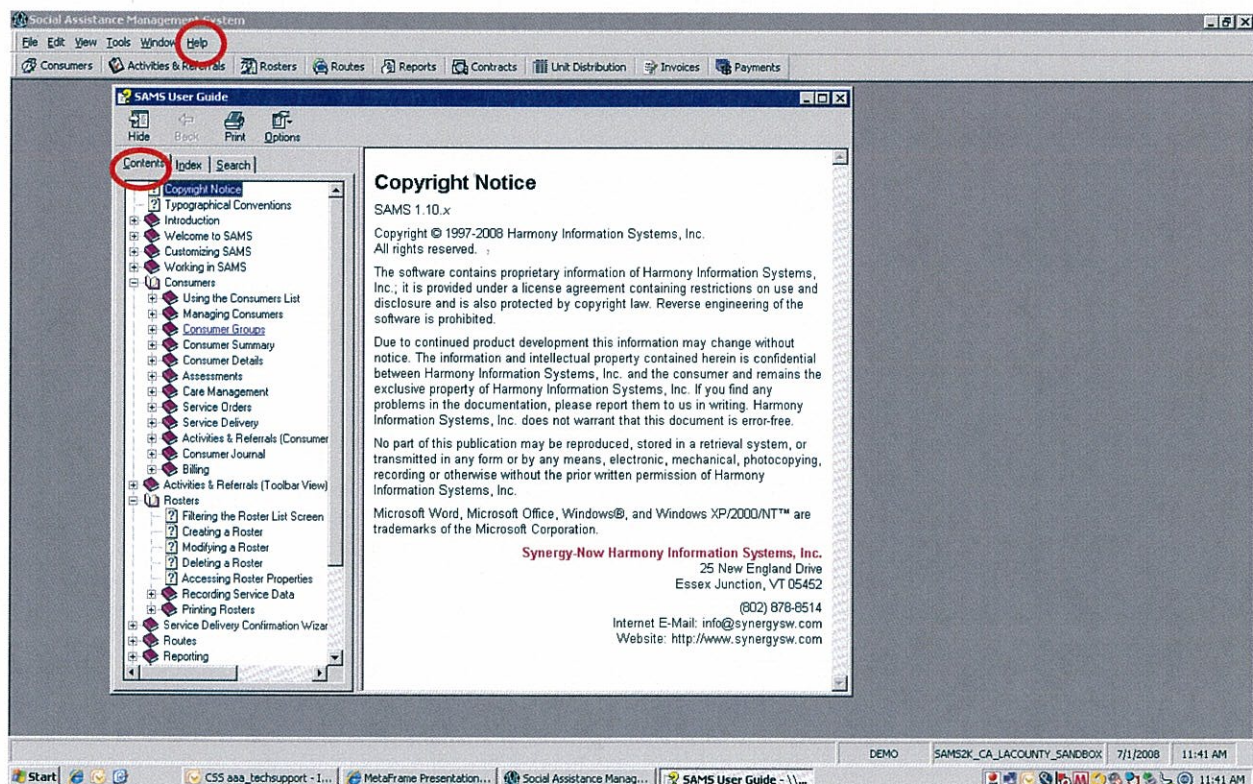 Social Assistance Management System
File Edit View Tools Window Help
Consumers Activities & Referrals Rosters Routes Reports Contracts Unit Distribution Invoices Payments
SAMS User Guide
Hide Back Print Options
Contents Index Search
Copyright Notice
Typographical Conventions
Introduction
Welcome to SAMS
Customizing SAMS
Working in SAMS
Consumers
Using the Consumers List
Managing Consumers
Consumer Groups
Consumer Summary
Consumer Details
Assessments
Care Management
Service Orders
Service Delivery
Activities & Referrals (Consumer
Consumer Journal
Billing
Activities & Referrals (Toolbar View)
Rosters
Filtering the Roster List Screen
Creating a Roster
Modifying a Roster
Deleting a Roster
Accessing Roster Properties
Recording Service Data
Printing Rosters
Service Delivery Confirmation Wizar
Routes
Reporting
Copyright Notice
SAMS 1.10.x
Copyright © 1997-2008 Harmony Information Systems, Inc.
All rights reserved.
The software contains proprietary information of Harmony Information Systems,
Inc.; it is provided under a license agreement containing restrictions on use and
disclosure and is also protected by copyright law. Reverse engineering of the
software is prohibited.
Due to continued product development this information may change without
notice. The information and intellectual property contained herein is confidential
between Harmony Information Systems, Inc. and the consumer and remains the
exclusive property of Harmony Information Systems, Inc. If you find any
problems in the documentation, please report them to us in writing. Harmony
Information Systems, Inc. does not warrant that this document is error-free.
No part of this publication may be reproduced, stored in a retrieval system, or
transmitted in any form or by any means, electronic, mechanical, photocopying,
recording or otherwise without the prior written permission of Harmony
Information Systems, Inc.
Microsoft Word, Microsoft Office, Windows®, and Windows XP/2000/NT™ are
trademarks of the Microsoft Corporation.
Synergy-Now Harmony Information Systems, Inc.
25 New England Drive
Essex Junction, VT 05452
(802) 878-8514
Internet E-Mail: info@synergysw.com
Website: http://www.synergysw.com
DEMO SAMS2K_CA_LACOUNTY_SANDBOX 7/1/2008 11:41 AM
Start CSS aaa_techsupport - I... MetaFrame Presentation... Social Assistance Manag... SAMS User Guide - \\... 11:41 AM